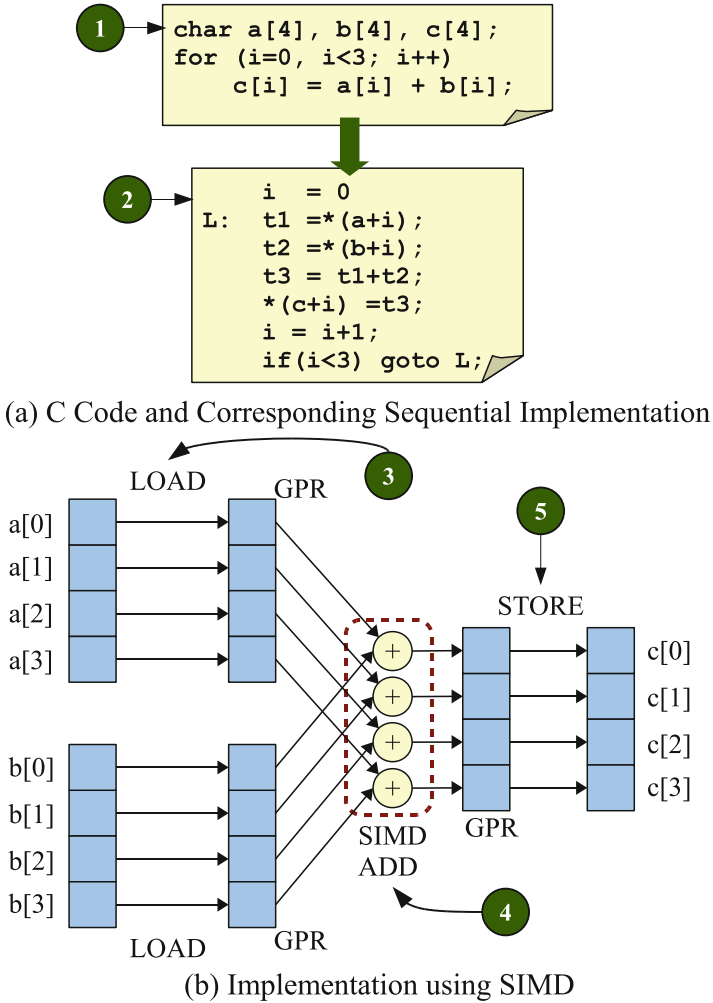 1
char a[4], b[4], c[4];
for (i=0, i<3; i++)
c[i] = a[i] + b[i];
2
i = 0
L: t1 =*(a+i);
t2 =*(b+i);
t3 = t1+t2;
*(c+i) =t3;
i = i+1;
if(i<3) goto L;
(a) C Code and Corresponding Sequential Implementation
3
LOAD
GPR
a[0]
a[1]
a[2]
a[3]
b[0]
b[1]
b[2]
b[3]
LOAD
GPR
+
+
+
+
SIMD
ADD
4
5
STORE
GPR
c[0]
c[1]
c[2]
c[3]
(b) Implementation using SIMD